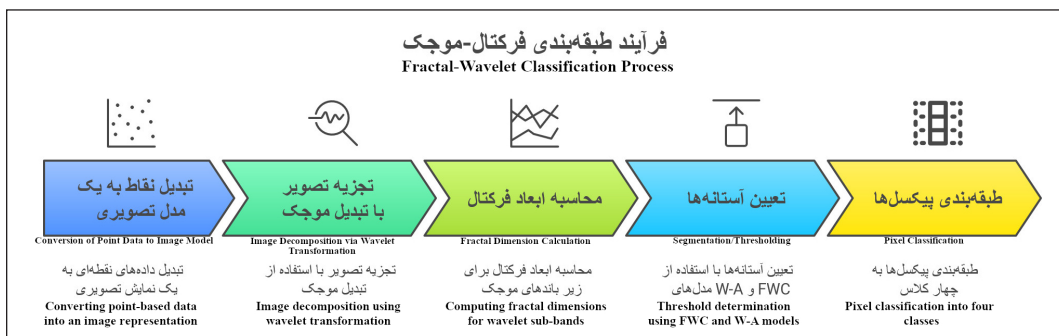 فرآیند طبقه‌بندی فرکتال-موجک
Fractal-Wavelet Classification Process
تبدیل نقاط به یک
مدل تصویری
Conversion of Point Data to Image Model
تبدیل داده‌های نقطه‌ای به
یک نمایش تصویری
Converting point-based data
into an image representation
تجزیه تصویر
با تبدیل موجک
Image Decomposition via Wavelet
Transformation
تجزیه تصویر با استفاده از
تبدیل موجک
Image decomposition using
wavelet transformation
محاسبه ابعاد فرکتال
Fractal Dimension Calculation
محاسبه ابعاد فرکتال برای
زیر باندهای موجک
Computing fractal dimensions
for wavelet sub-bands
تعیین آستانه‌ها
Segmentation/Thresholding
تعیین آستانه‌ها با استفاده از
مدل‌های W-A و FWC
Threshold determination
using FWC and W-A models
طبقه‌بندی پیکسل‌ها
Pixel Classification
طبقه‌بندی پیکسل‌ها به
چهار کلاس
Pixel classification into four
classes